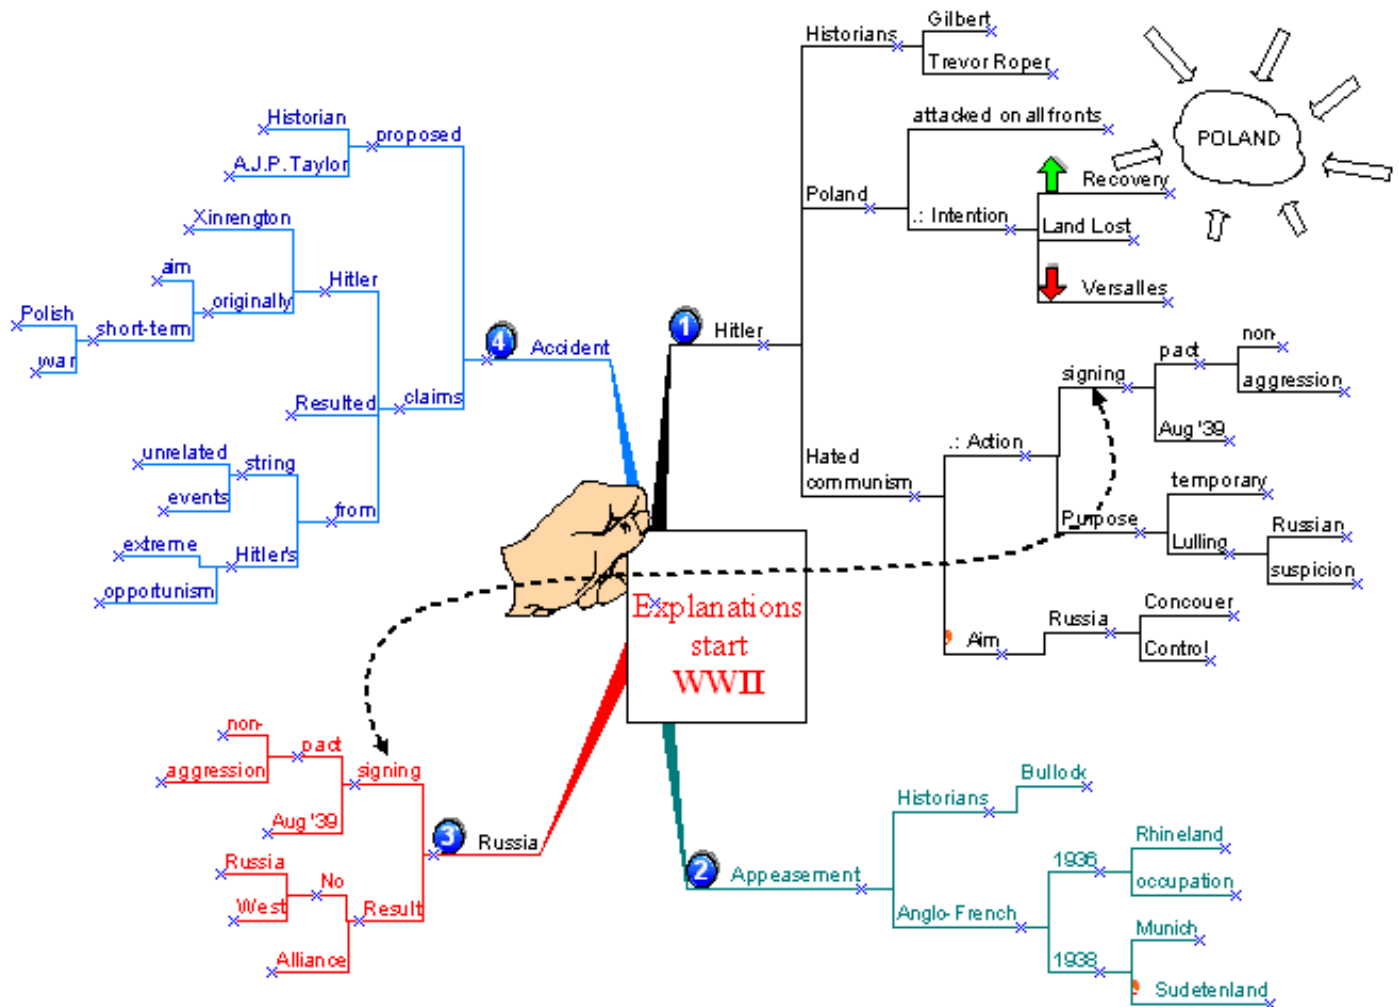 Explanations
start
WWII
1
Hitler
Historians
Gilbert
Trevor Roper
Poland
attacked on all fronts
.: Intention
Recovery
Land Lost
Versalles
POLAND
Hated
communism
.: Action
signing
pact
non-
aggression
Aug '39
Purpose
temporary
Lulling
Russian
suspicion
Aim
Russia
Concouer
Control
2
Appeasement
Historians
Bullock
Anglo-French
1936
Rhineland
occupation
1938
Munich
Sudetenland
3
Russia
signing
pact
non-
aggression
Aug '39
Result
No
Russia
West
Alliance
4
Accident
proposed
Historian
A.J.P. Taylor
claims
Hitler
Xinrengton
originally
aim
short-term
Polish
war
Resulted
from
string
unrelated
events
Hitler's
extreme
opportunism